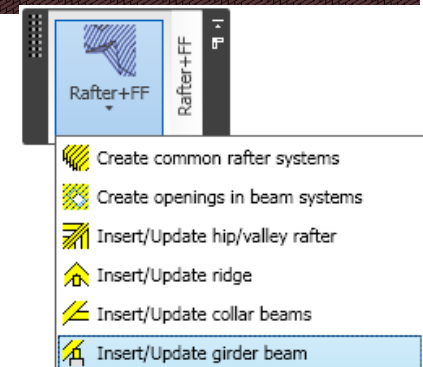 Rafter+FF
Rafter+FF
Create common rafter systems
Create openings in beam systems
Insert/Update hip/valley rafter
Insert/Update ridge
Insert/Update collar beams
Insert/Update girder beam